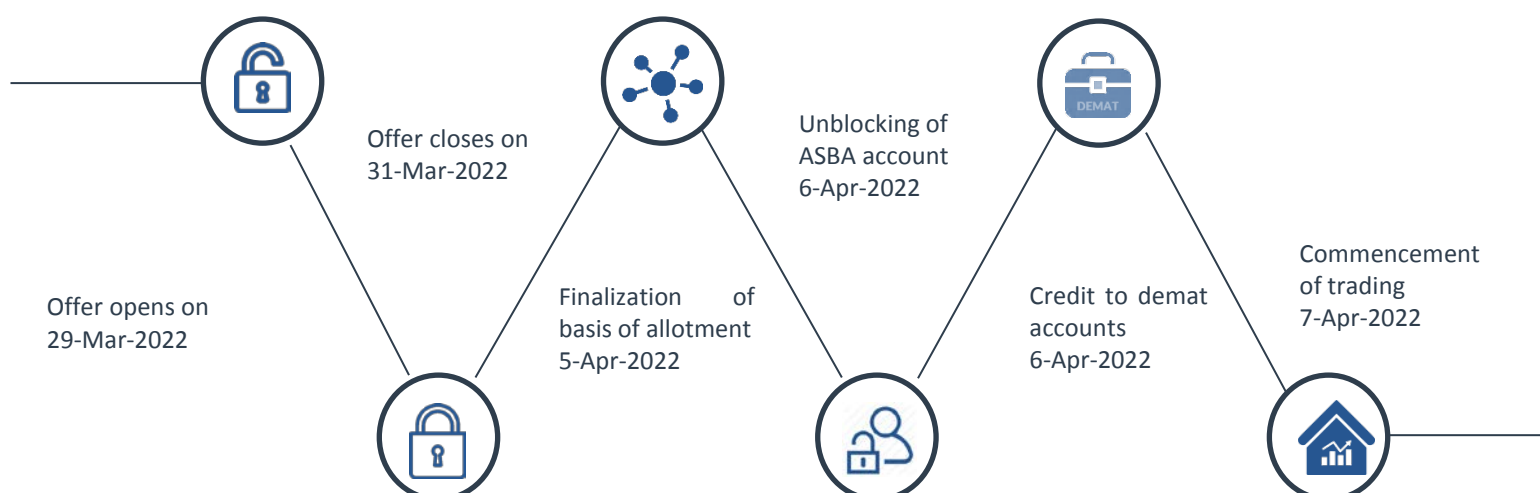 Offer opens on
29-Mar-2022
Offer closes on
31-Mar-2022
Finalization of
basis of allotment
5-Apr-2022
Unblocking of
ASBA account
6-Apr-2022
DEMAT
Credit to demat
accounts
6-Apr-2022
Commencement
of trading
7-Apr-2022